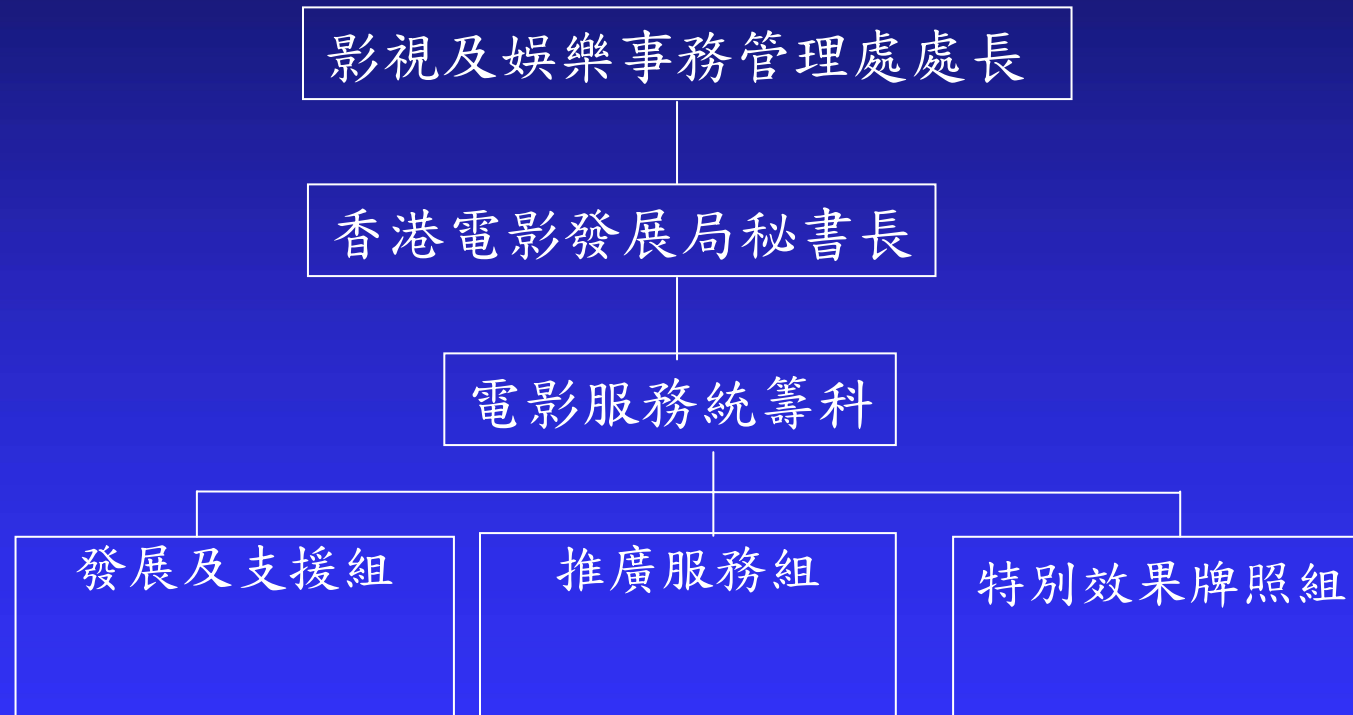 影視及娛樂事務管理處處長
香港電影發展局秘書長
電影服務統籌科
發展及支援組
推廣服務組
特別效果牌照組